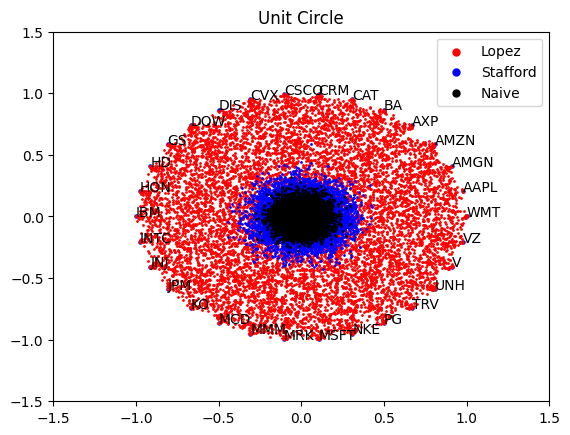 Unit Circle
1.5
Lopez
Stafford
Naive
1.0
CSCO
CRM
CVX
CAT
DIS
BA
DOW
AXP
GS
AMZN
0.5
HD
AMGN
HON
AAPL
0.0
IBM
WMT
INTC
VZ
JNJ
V
−0.5
JPM
UNH
KO
TRV
MCD
PG
MMM
NKE
MRK
MSFT
−1.0
−1.5
−1.5 −1.0 −0.5 0.0 0.5 1.0 1.5